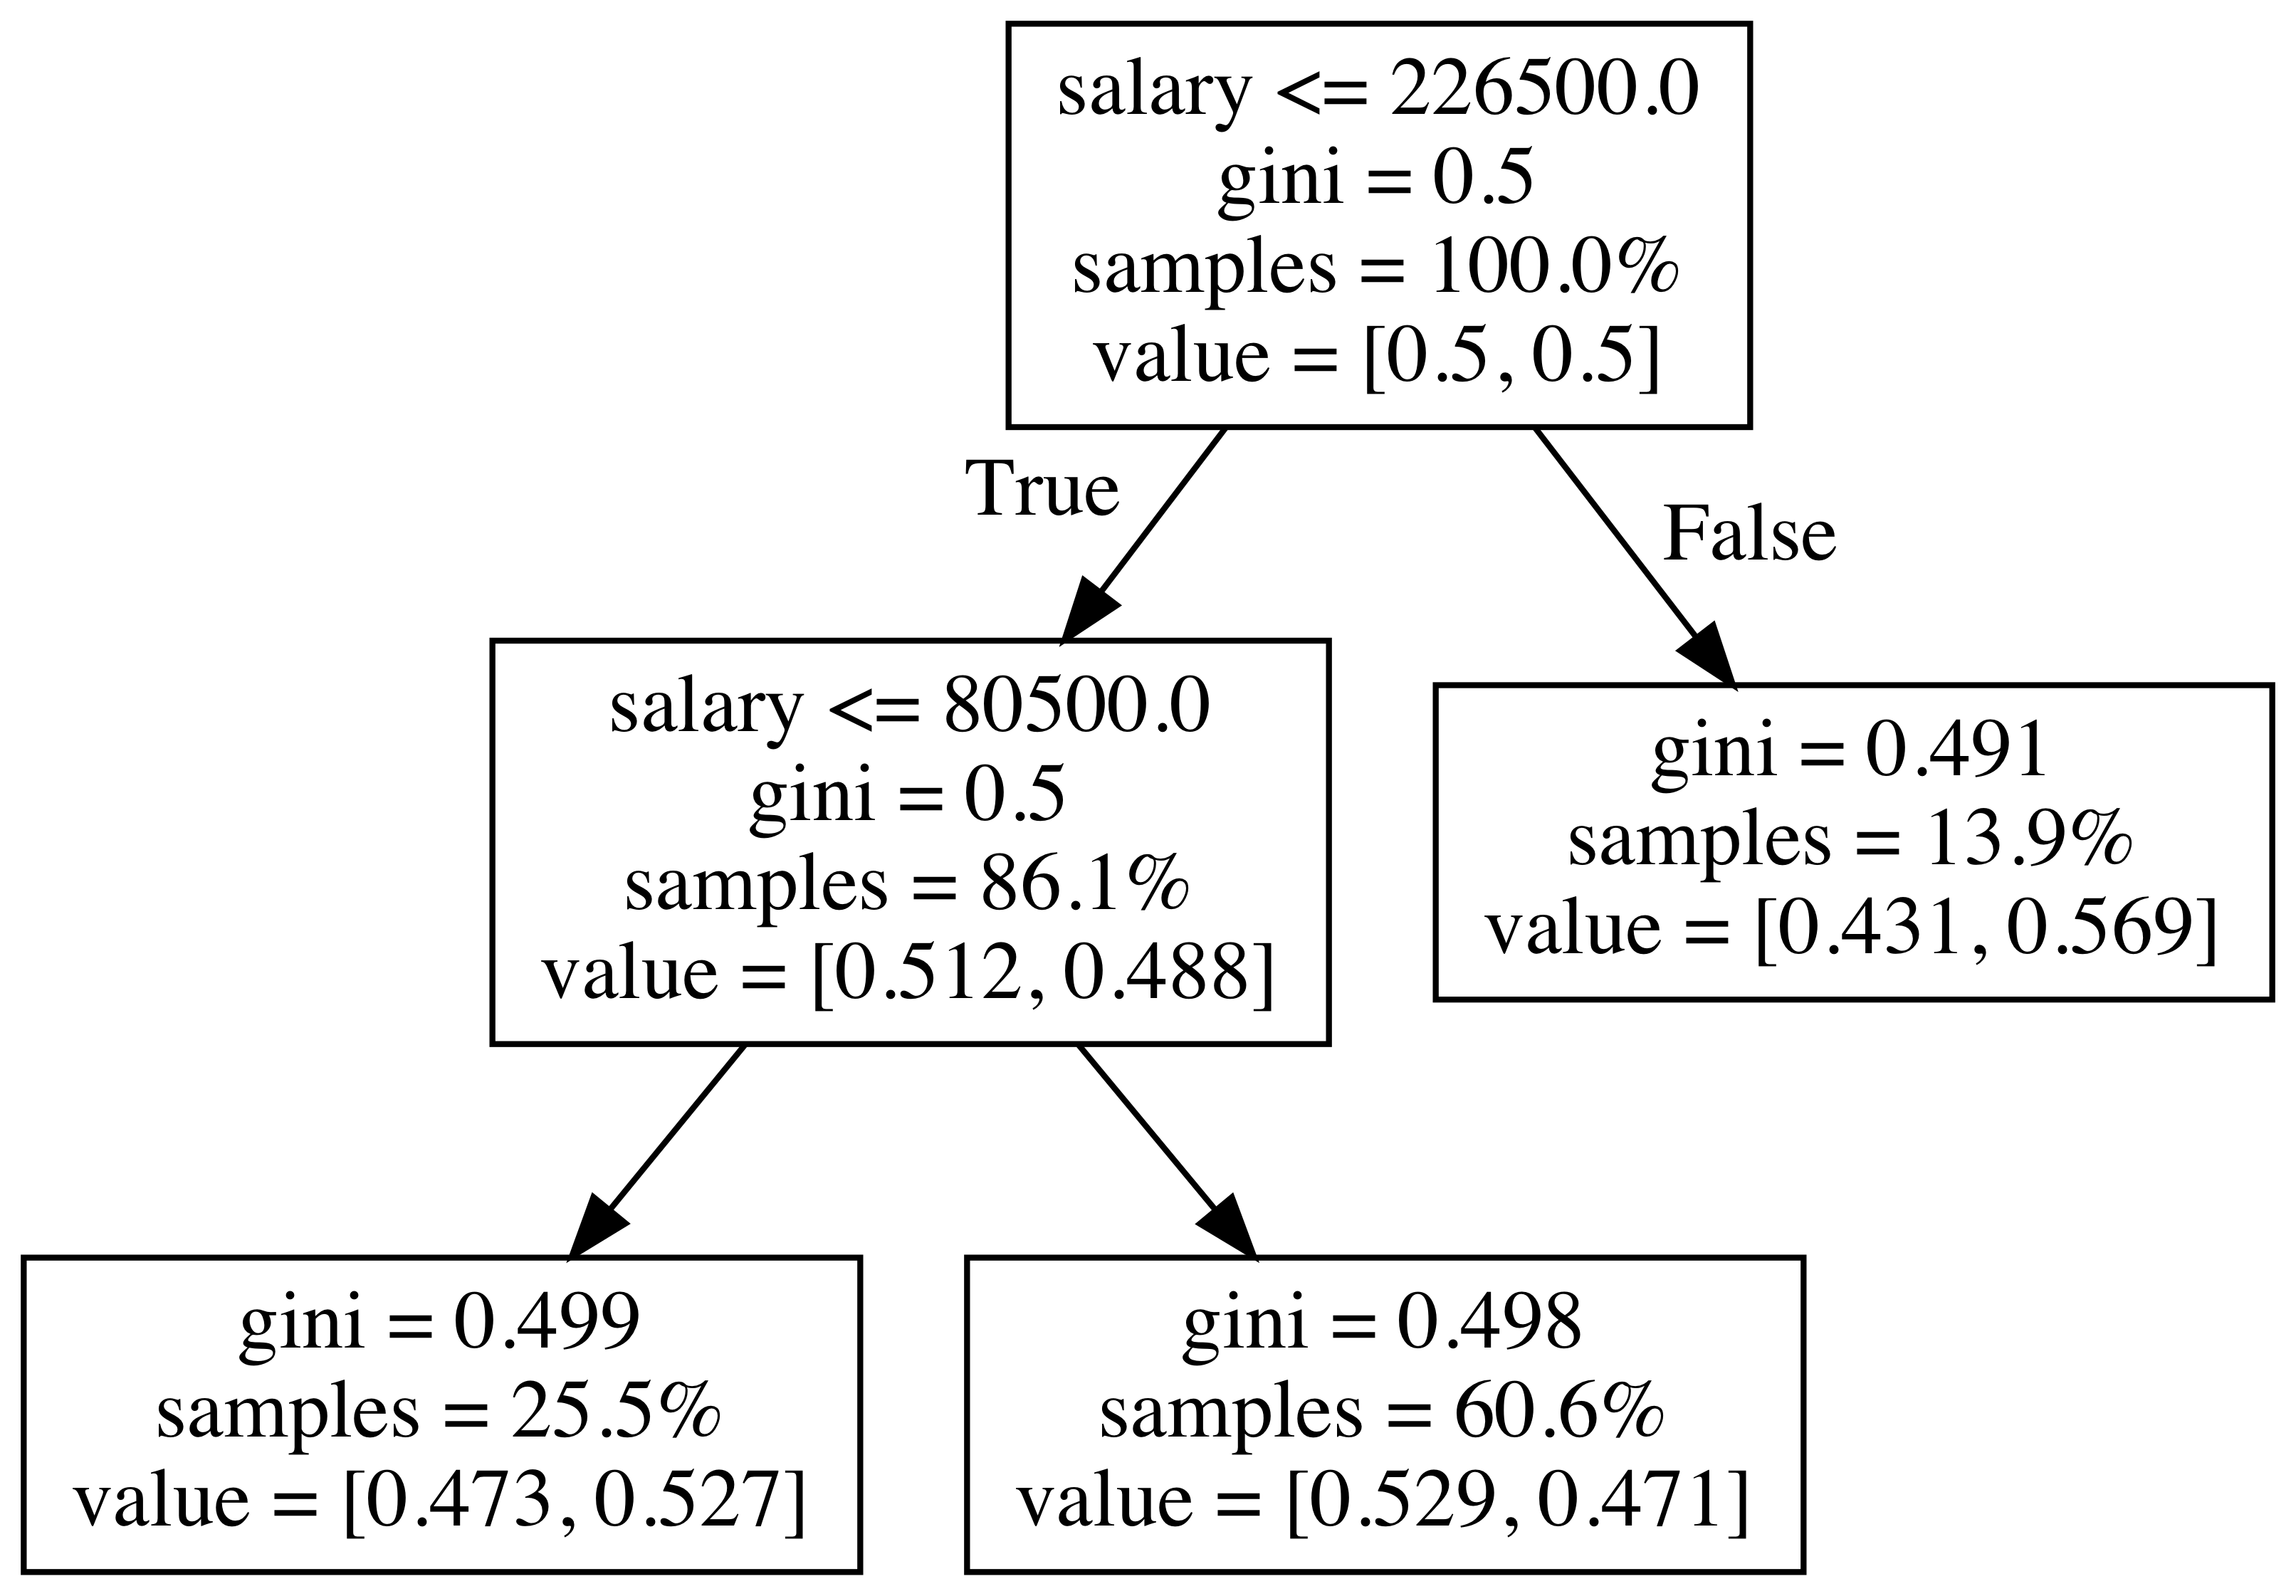 salary <= 226500.0
gini = 0.5
samples = 100.0%
value = [0.5, 0.5]
True
False
salary <= 80500.0
gini = 0.5
samples = 86.1%
value = [0.512, 0.488]
gini = 0.491
samples = 13.9%
value = [0.431, 0.569]
gini = 0.499
samples = 25.5%
value = [0.473, 0.527]
gini = 0.498
samples = 60.6%
value = [0.529, 0.471]